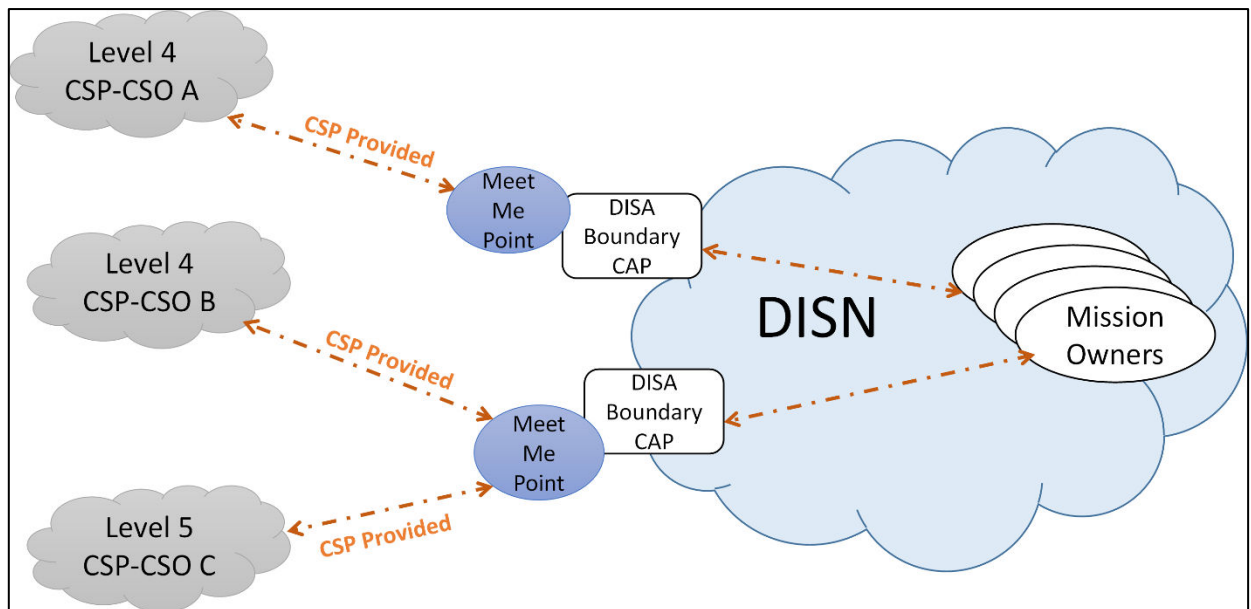 Level 4
CSP-CSO A
CSP Provided
Meet
Me
Point
DISA
Boundary
CAP
Level 4
CSP-CSO B
CSP Provided
DISN
Mission
Owners
DISA
Boundary
CAP
Meet
Me
Point
Level 5
CSP-CSO C
CSP Provided